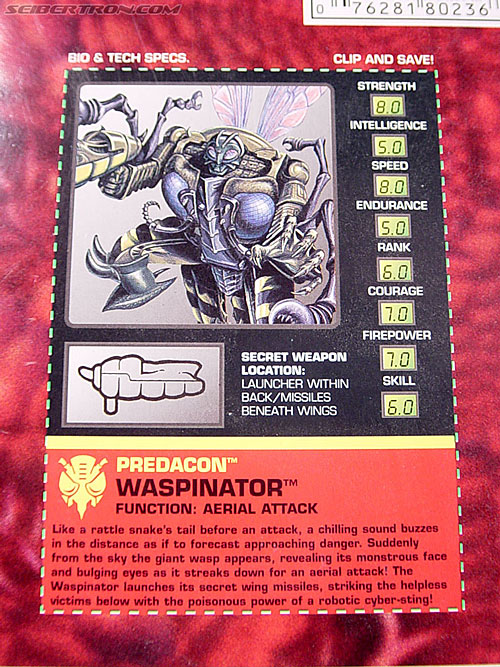 SEIBERTRON.COM
0 76281 80236
BIO & TECH SPECS.
CLIP AND SAVE!
STRENGTH
8.0
INTELLIGENCE
5.0
SPEED
8.0
ENDURANCE
5.0
RANK
6.0
COURAGE
7.0
FIREPOWER
7.0
SKILL
6.0
SECRET WEAPON
LOCATION:
LAUNCHER WITHIN
BACK/MISSILES
BENEATH WINGS
PREDACON™
WASPINATOR™
FUNCTION: AERIAL ATTACK
Like a rattle snake's tail before an attack, a chilling sound buzzes
in the distance as if to forecast approaching danger. Suddenly
from the sky the giant wasp appears, revealing its monstrous face
and bulging eyes as it streaks down for an aerial attack! The
Waspinator launches its secret wing missiles, striking the helpless
victims below with the poisonous power of a robotic cyber-sting!